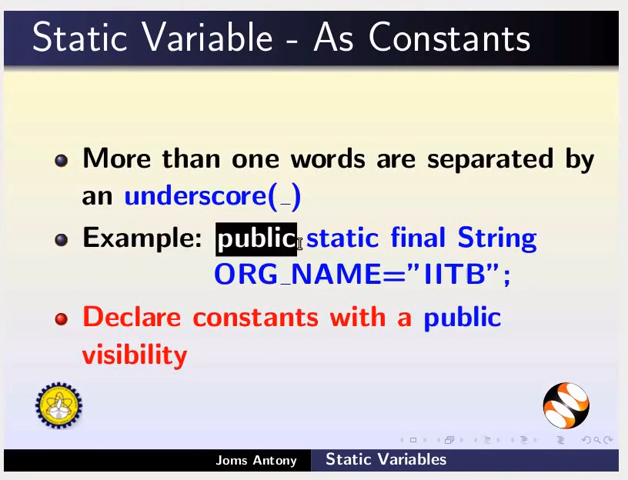 Static Variable - As Constants
More than one words are separated by
an underscore(_)
Example: public static final String
ORG_NAME="IITB";
Declare constants with a public
visibility
Joms Antony Static Variables